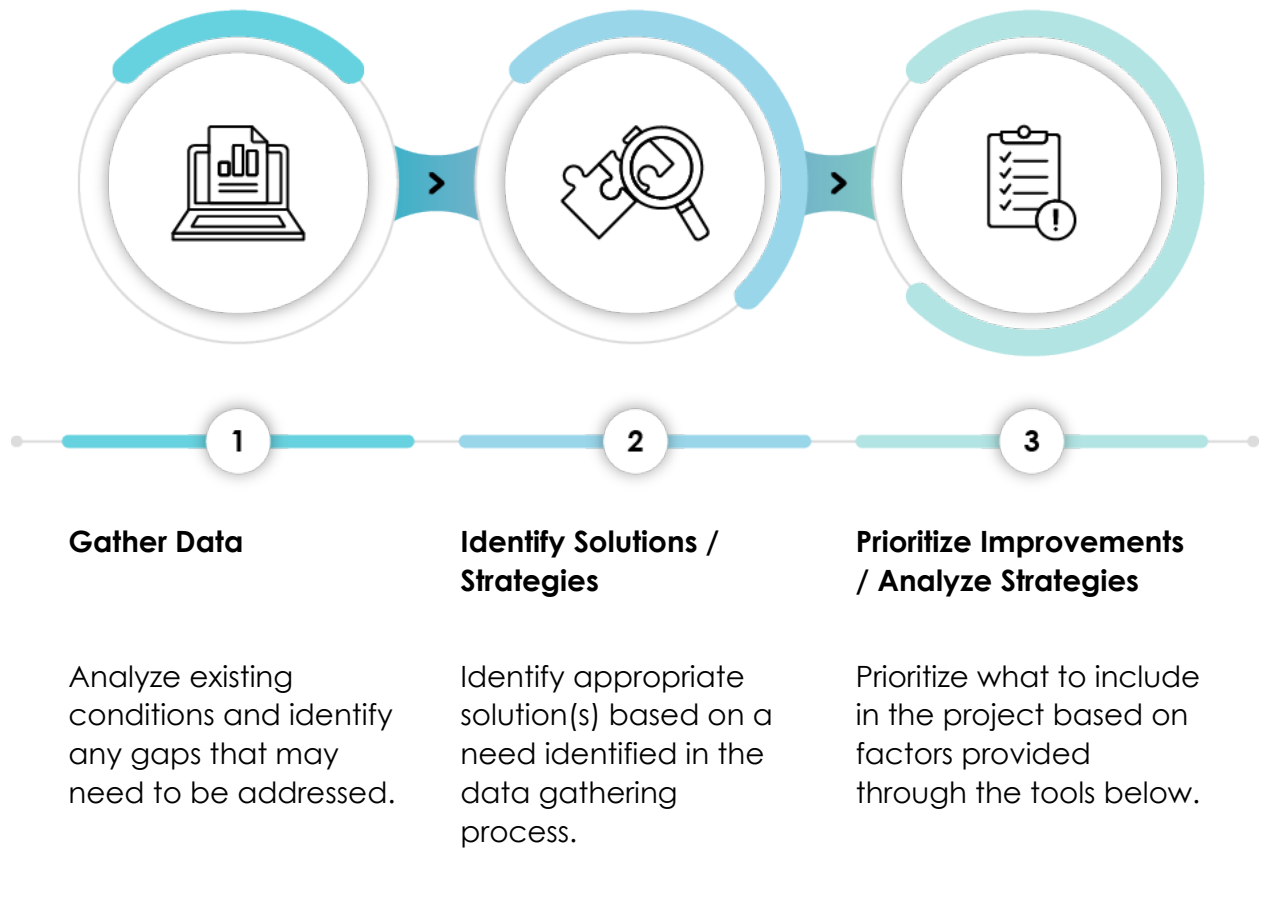 1
2
3
Gather Data
Analyze existing
conditions and identify
any gaps that may
need to be addressed.
Identify Solutions /
Strategies
Identify appropriate
solution(s) based on a
need identified in the
data gathering
process.
Prioritize Improvements
/ Analyze Strategies
Prioritize what to include
in the project based on
factors provided
through the tools below.